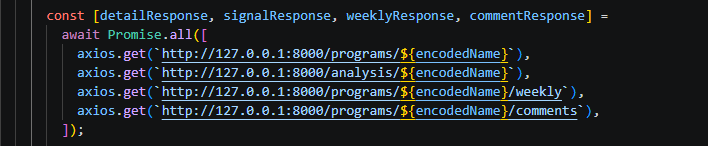 const [detailResponse, signalResponse, weeklyResponse, commentResponse] =
await Promise.all([
axios.get(`http://127.0.0.1:8000/programs/${encodedName}`),
axios.get(`http://127.0.0.1:8000/analysis/${encodedName}`),
axios.get(`http://127.0.0.1:8000/programs/${encodedName}/weekly`),
axios.get(`http://127.0.0.1:8000/programs/${encodedName}/comments`),
]);